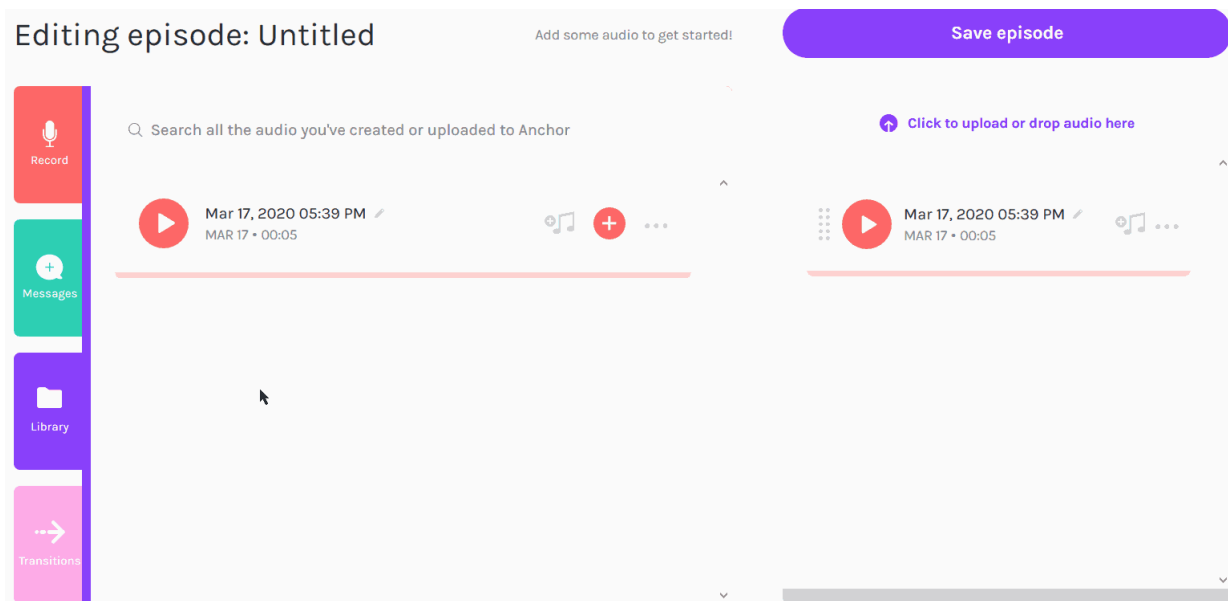 Editing episode: Untitled
Add some audio to get started!
Save episode
Record
Messages
Library
Transitions
Search all the audio you've created or uploaded to Anchor
Mar 17, 2020 05:39 PM
MAR 17 • 00:05
Click to upload or drop audio here
Mar 17, 2020 05:39 PM
MAR 17 • 00:05